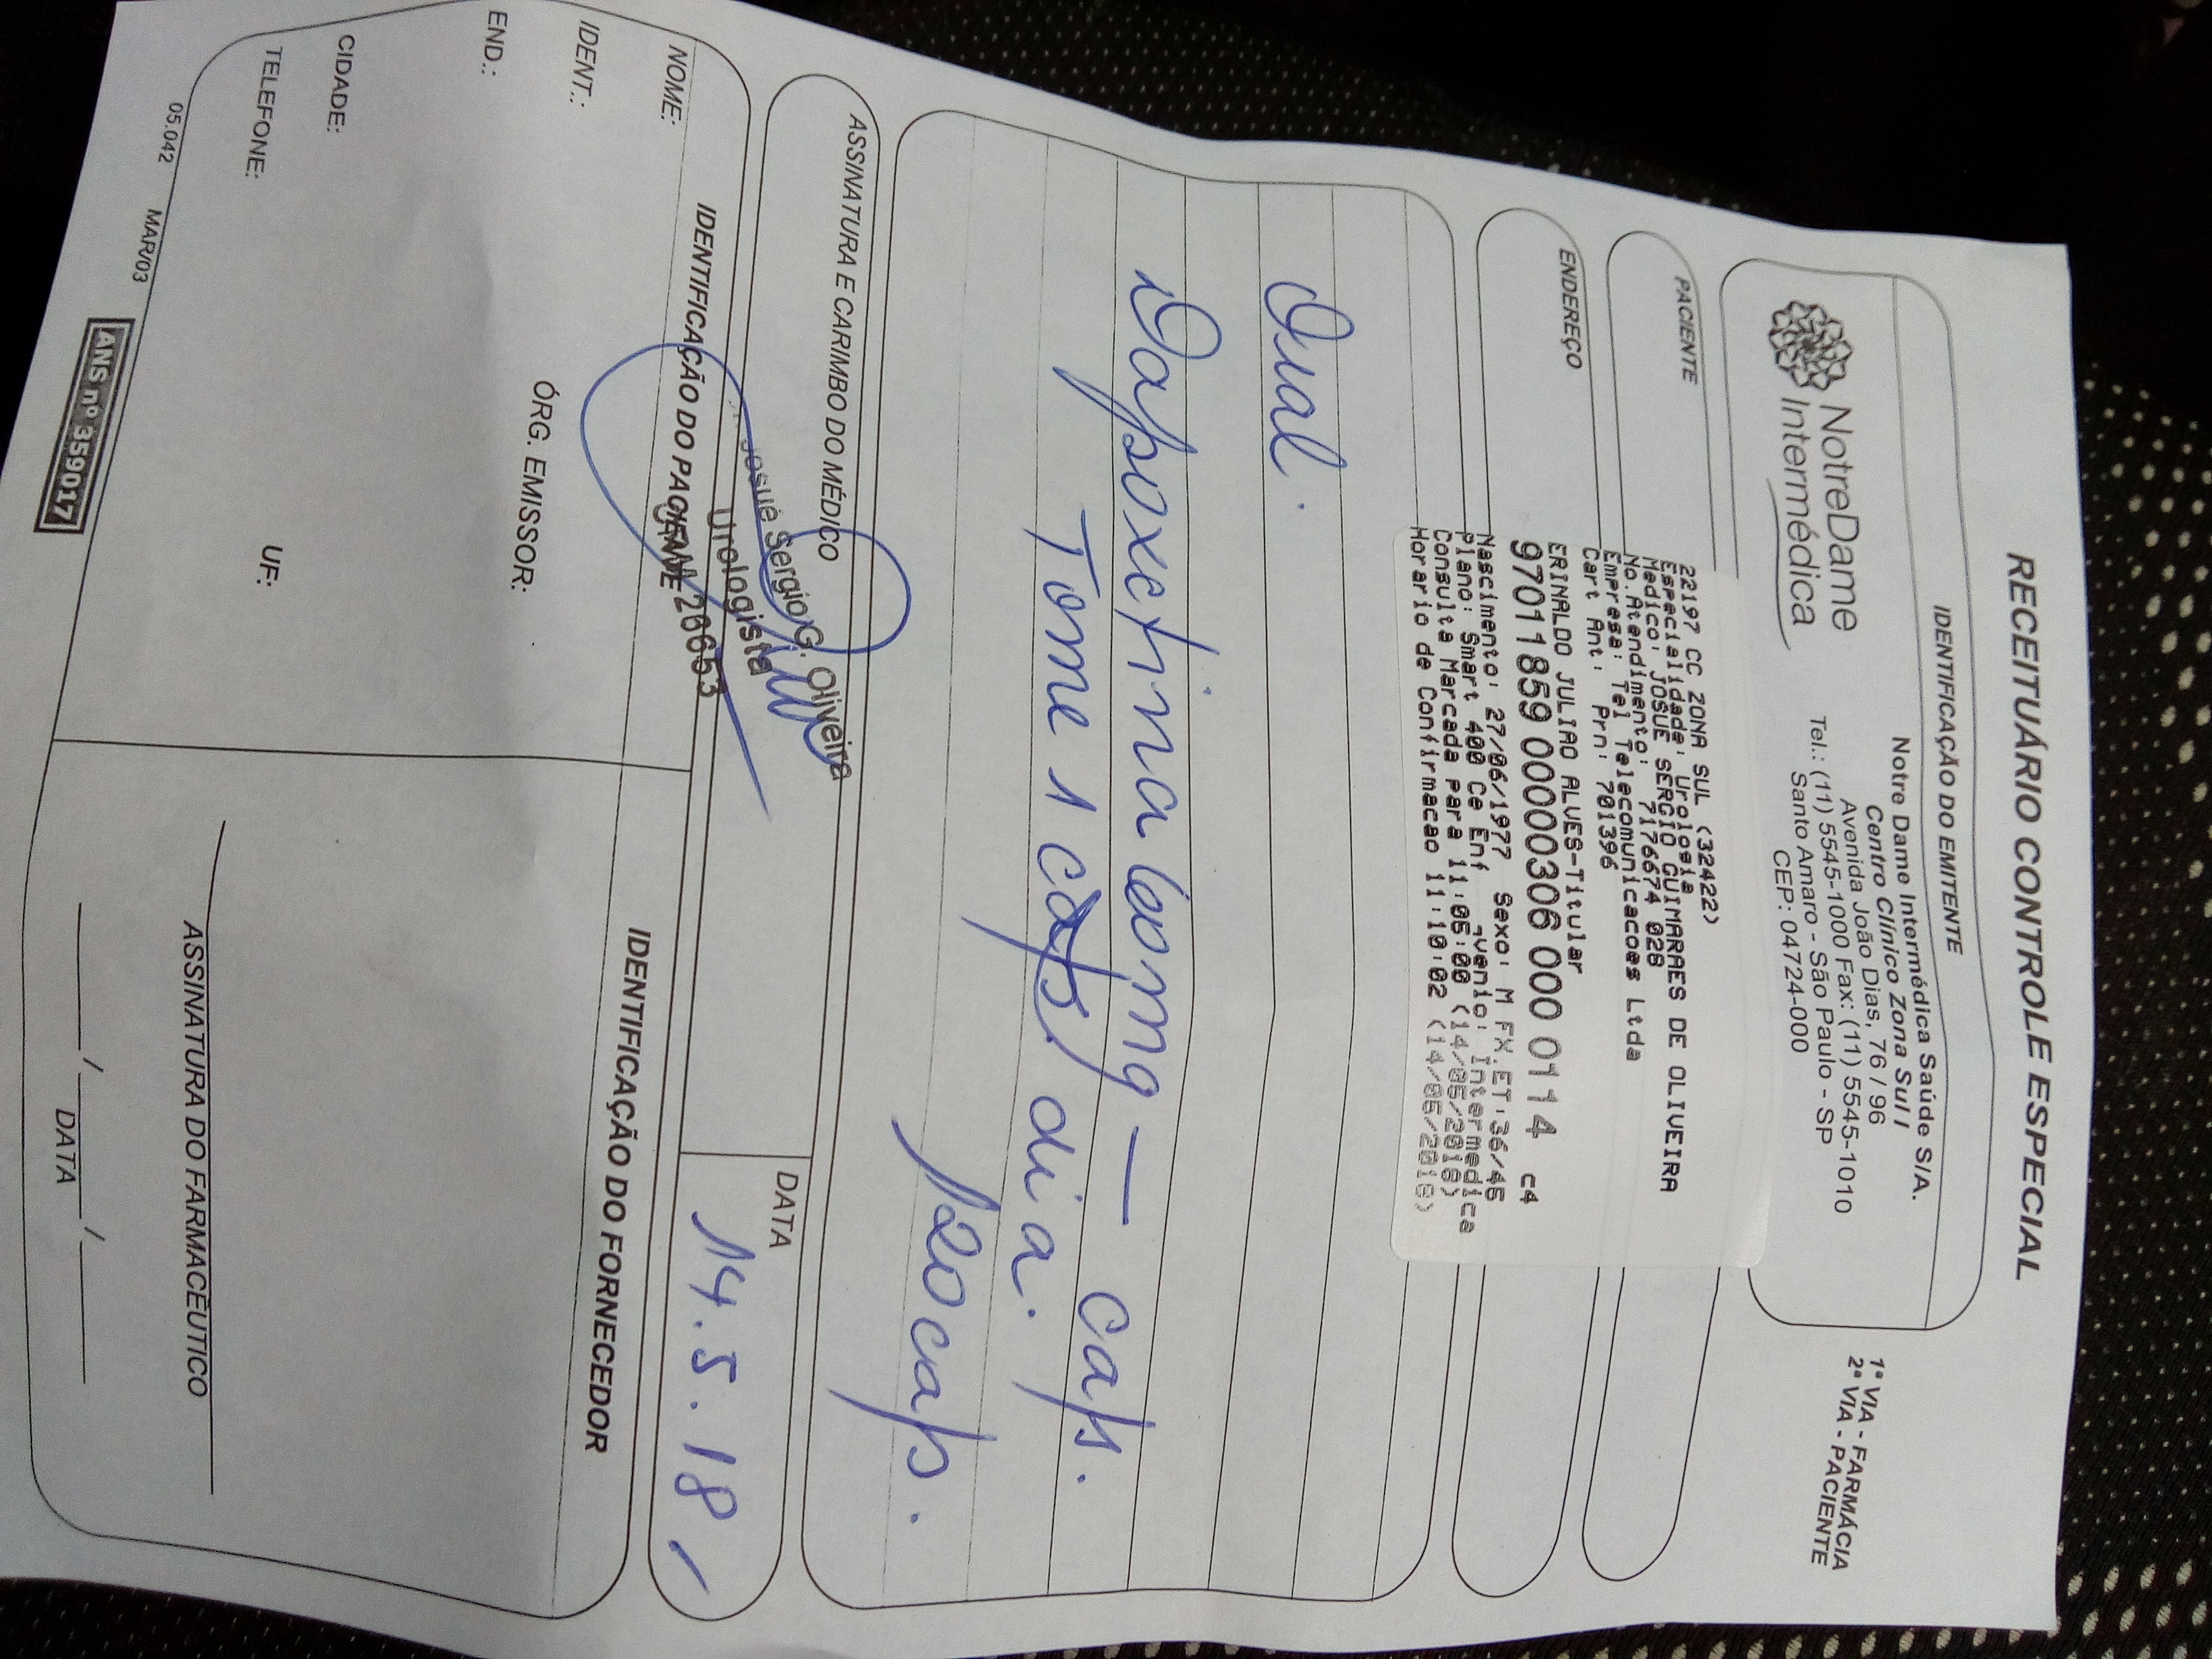 RECEITUÁRIO CONTROLE ESPECIAL
IDENTIFICAÇÃO DO EMITENTE
NotreDame
Intermédica
Notre Dame Intermédica Saúde S/A.
Centro Clínico Zona Sul I
Avenida João Dias, 76 / 96
Tel.: (11) 5545-1000 Fax: (11) 5545-1010
Santo Amaro - São Paulo - SP
CEP: 04724-000
1ª VIA - FARMÁCIA
2ª VIA - PACIENTE
PACIENTE
22197 CC ZONA SUL (32422)
Especialidade: Urologia
Medico: JOSUE SERGIO GUIMARAES DE OLIVEIRA
No.Atendimento: 7176674 028
Empresa: Tel Telecomunicacoes Ltda
Cart Ant: Prn: 701396
ENDEREÇO
ERINALDO JULIAO ALVES-Titular
97011859 00000306 000 0114 c4
Nascimento: 27/06/1977 Sexo: M FX.ET:36/45
Plano: Smart 400 Ce Enf venio: Intermedica
Consulta Marcada para 11:05:00 (14/05/2018)
Horario de Confirmacao 11:10:02 (14/05/2018)
Oral.
Dapoxetina 60mg — caps.
Tome 1 cap. dia.
120 cap.
ASSINATURA E CARIMBO DO MÉDICO
Josué Sergio G. Oliveira
Urologista
CRM 26653
DATA
14.5.18
IDENTIFICAÇÃO DO PACIENTE
NOME:
IDENT.:
ÓRG. EMISSOR:
END.:
CIDADE:
TELEFONE:
UF:
IDENTIFICAÇÃO DO FORNECEDOR
ASSINATURA DO FARMACÊUTICO
____/____/____
DATA
05.042 MAR/03
ANS nº 359017